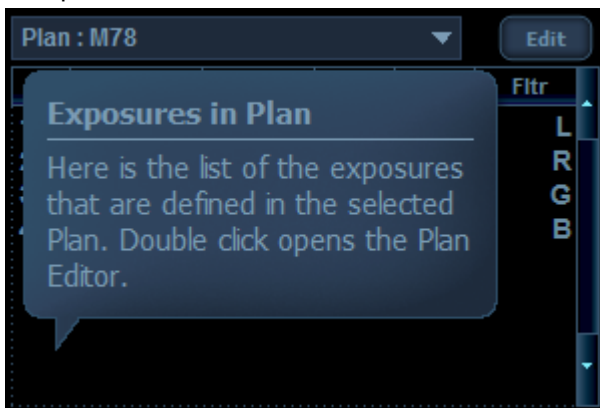 Plan : M78
Edit
Fltr
Exposures in Plan
Here is the list of the exposures
that are defined in the selected
Plan. Double click opens the Plan
Editor.
L
R
G
B